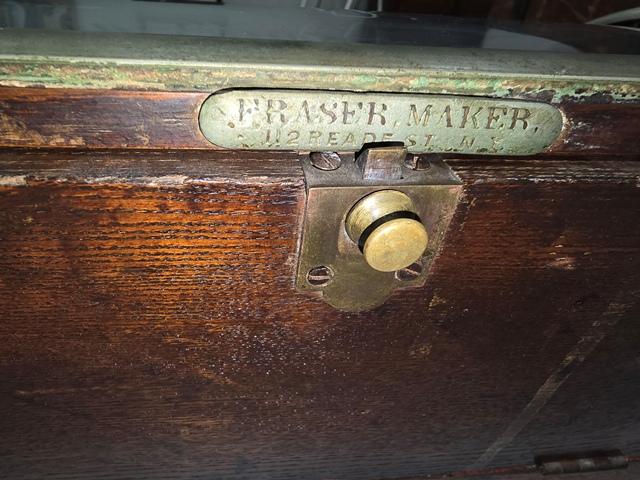 FRASER, MAKER,
112 READE ST. N.Y.